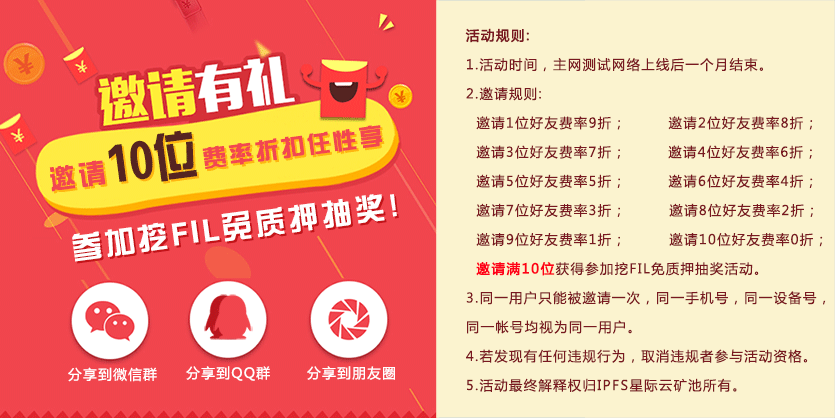 邀请有礼
邀请10位费率折扣任性享
参加挖FIL免质押抽奖!
分享到微信群
分享到QQ群
分享到朋友圈
活动规则:
1.活动时间，主网测试网络上线后一个月结束。
2.邀请规则:
邀请1位好友费率9折； 邀请2位好友费率8折；
邀请3位好友费率7折； 邀请4位好友费率6折；
邀请5位好友费率5折； 邀请6位好友费率4折；
邀请7位好友费率3折； 邀请8位好友费率2折；
邀请9位好友费率1折； 邀请10位好友费率0折；
邀请满10位获得参加挖FIL免质押抽奖活动。
3.同一用户只能被邀请一次，同一手机号，同一设备号，
同一帐号均视为同一用户。
4.若发现有任何违规行为，取消违规者参与活动资格。
5.活动最终解释权归IPFS星际云矿池所有。